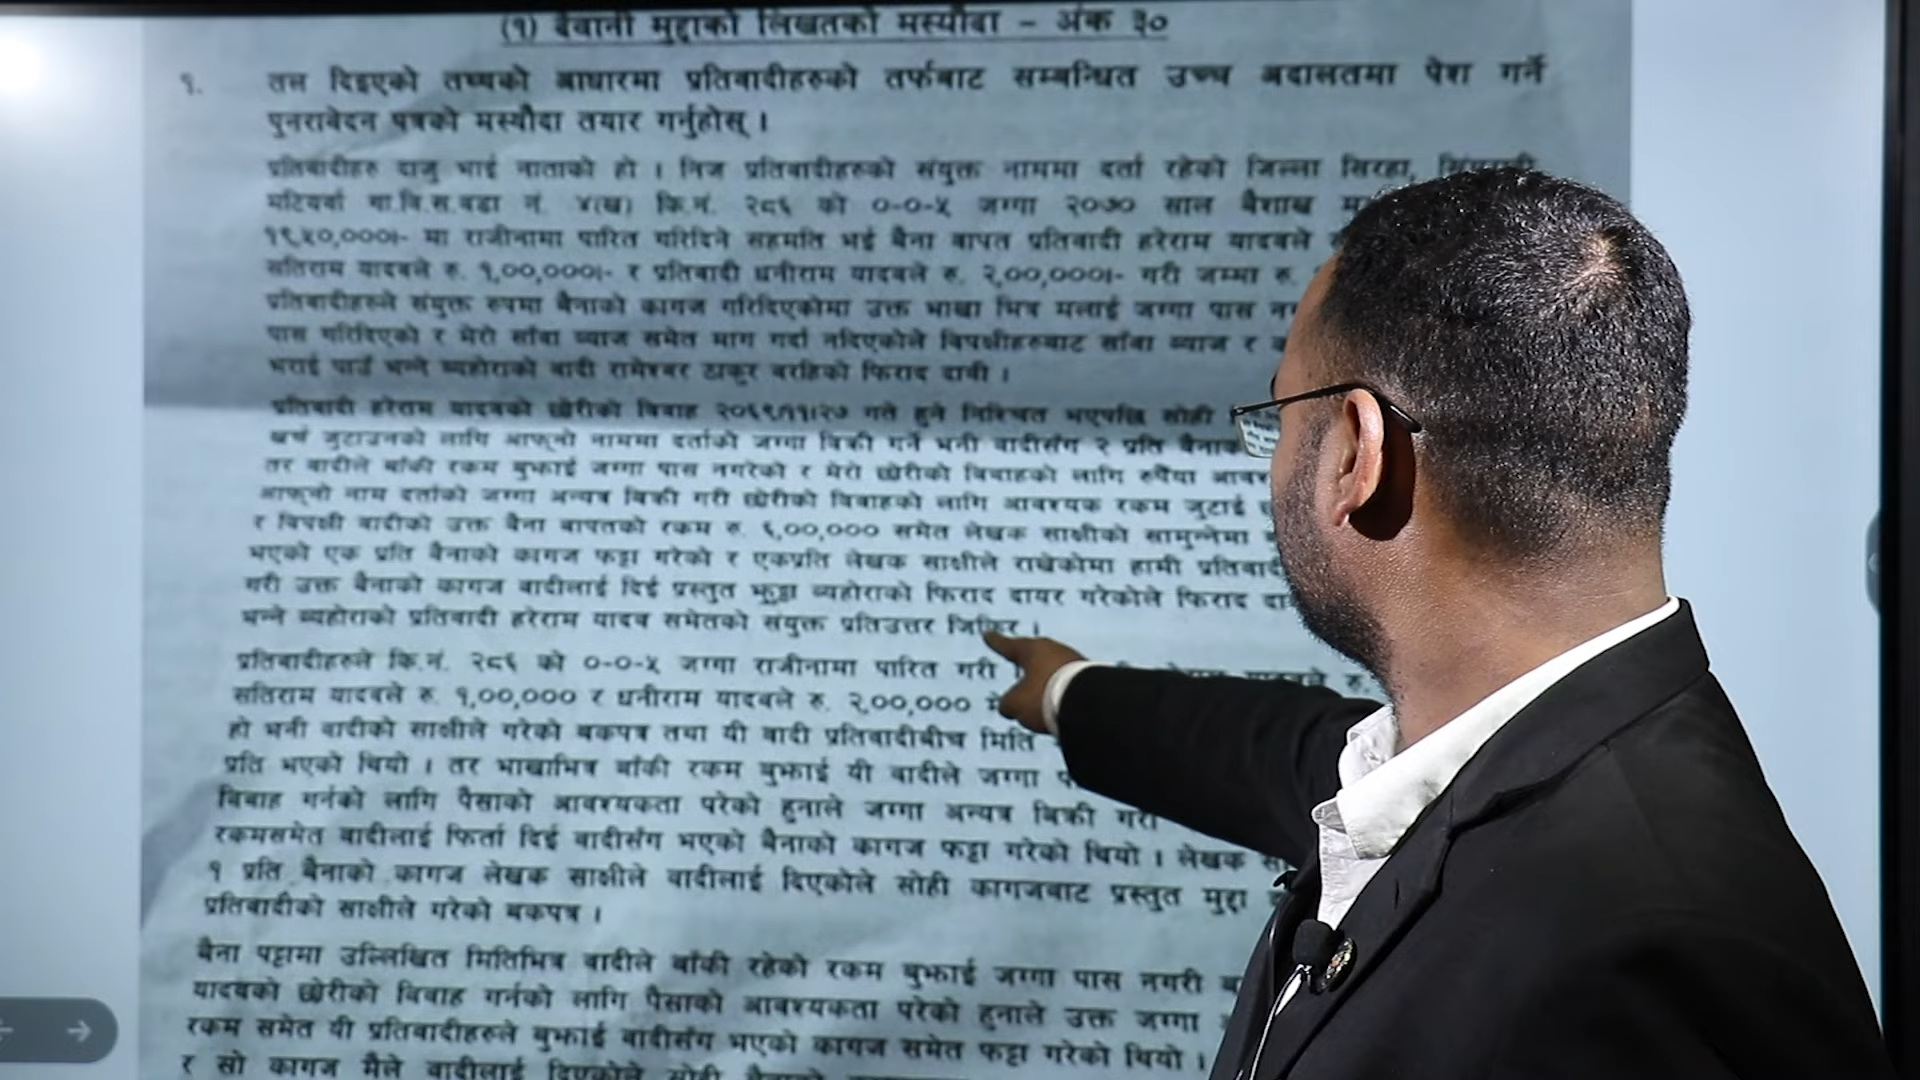 (१) देवानी मुद्दाको लिखतको मस्यौदा – अंक ३०
१. तल दिइएको तथ्यको आधारमा प्रतिवादीहरुको तर्फबाट सम्बन्धित उच्च अदालतमा पेश गर्ने
पुनरावेदन पत्रको मस्यौदा तयार गर्नुहोस् ।
प्रतिवादीहरु दाजु भाई नाताको हो । निज प्रतिवादीहरुको संयुक्त नाममा दर्ता रहेको जिल्ला सिरहा,
गा.वि.स.वडा नं. ४(ख) कि.नं. २८६ को ०-०-५ जग्गा २०७० साल बैशाख
मा राजीनामा पारित गरिदिने सहमति भई बैना बापत प्रतिवादी हरेराम यादवले
सतिराम यादवले रु. १,००,०००।- र प्रतिवादी धनीराम यादवले रु. २,००,०००।- गरी जम्मा रु.
प्रतिवादीहरुले संयुक्त रुपमा बैनाको कागज गरिदिएकोमा उक्त भाखा भित्र मलाई जग्गा पास
पास गरिदिएको र मेरो साँबा ब्याज समेत माग गर्दा नदिएकोले विपक्षीहरुबाट साँबा ब्याज र
भराई पाउँ भन्ने ब्यहोराको वादी रामेश्वर ठाकुर बरहिको फिराद दावी ।
प्रतिवादी हरेराम यादवको छोरीको विवाह २०६९।११।२७ गते हुने निश्चित भएपछि सोही
खर्च जुटाउनको लागि आफ्नो नाममा दर्ताको जग्गा बिक्री गर्ने भनी वादीसँग २ प्रति बैनाको
तर वादीले बाँकी रकम बुझाई जग्गा पास नगरेको र मेरो छोरीको विवाहको लागि रुपैँया
आफ्नो नाम दर्ताको जग्गा अन्यत्र बिक्री गरी छोरीको विवाहको लागि आवश्यक रकम जुटाई
र विपक्षी वादीको उक्त बैना बापतको रकम रु. ६,००,००० समेत लेखक साक्षीको सामुन्नेमा
भएको एक प्रति बैनाको कागज फट्टा गरेको र एकप्रति लेखक साक्षीले राखेकोमा हामी
गरी उक्त बैनाको कागज वादीलाई दिई प्रस्तुत झुठ्ठा ब्यहोराको फिराद दायर गरेकोले फिराद
भन्ने ब्यहोराको प्रतिवादी हरेराम यादव समेतको संयुक्त प्रतिउत्तर जिकिर ।
प्रतिवादीहरुले कि.नं. २८६ को ०-०-५ जग्गा राजीनामा पारित गरी
सतिराम यादवले रु. १,००,००० र धनीराम यादवले रु. २,००,०००
हो भनी वादीको साक्षीले गरेको बकपत्र तथा यी वादी प्रतिवादीबीच मिति
प्रति भएको थियो । तर भाखाभित्र बाँकी रकम बुझाई यी वादीले जग्गा
विवाह गर्नको लागि पैसाको आवश्यकता परेको हुनाले जग्गा अन्यत्र बिक्री गरी
रकमसमेत वादीलाई फिर्ता दिई वादीसँग भएको बैनाको कागज फट्टा गरेको थियो । लेखक
१ प्रति बैनाको कागज लेखक साक्षीले वादीलाई दिएकोले सोही कागजबाट प्रस्तुत मुद्दा
प्रतिवादीको साक्षीले गरेको बकपत्र ।
बैना पट्टामा उल्लिखित मितिभित्र वादीले बाँकी रहेको रकम बुझाई जग्गा पास नगरी
यादवको छोरीको विवाह गर्नको लागि पैसाको आवश्यकता परेको हुनाले उक्त जग्गा
रकम समेत यी प्रतिवादीहरुले बुझाई वादीसँग भएको कागज समेत फट्टा गरेको थियो ।
र सो कागज मैले वादीलाई दिएकोले सोही